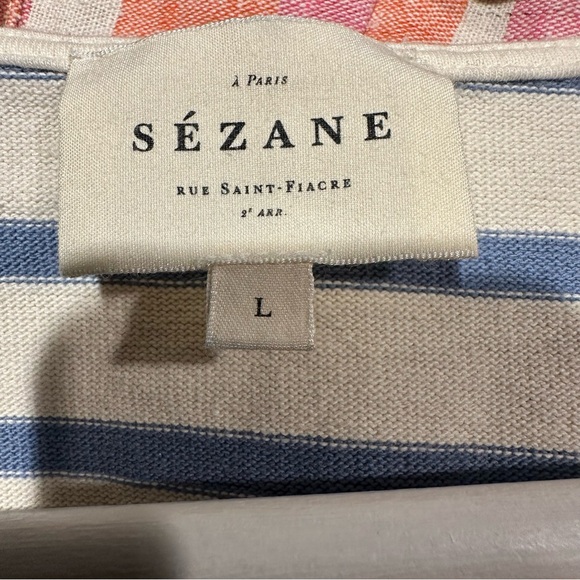 À PARIS
SÉZANE
RUE SAINT-FIACRE
2ᵉ ARR.
L